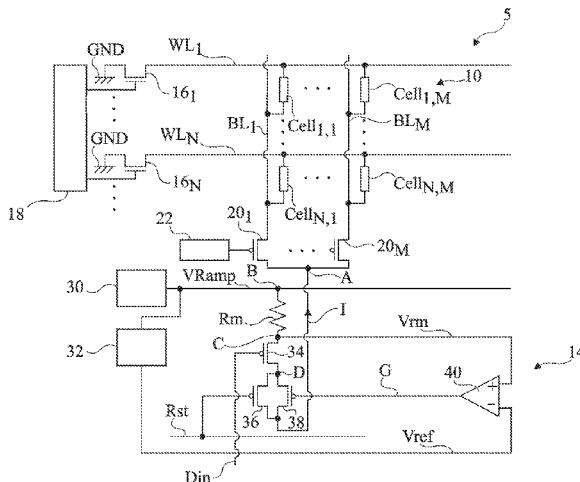 5
GND
WL1
10
16₁
Cell1,1
Cell1,M
BL1
BLM
GND
WLN
16N
18
CellN,1
CellN,M
22
20₁
20M
A
30
VRamp
B
Rm
I
Vrm
32
C
34
14
D
G
40
+
−
36
38
Rst
Vref
Din